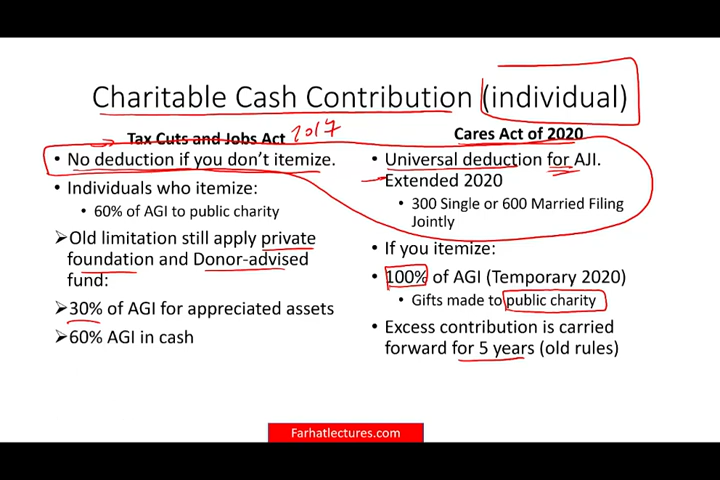 Charitable Cash Contribution (individual)
Tax Cuts and Jobs Act 2017
• No deduction if you don't itemize.
• Individuals who itemize:
• 60% of AGI to public charity
➢Old limitation still apply private
foundation and Donor-advised
fund:
➢30% of AGI for appreciated assets
➢60% AGI in cash
Cares Act of 2020
• Universal deduction for AJI.
Extended 2020
• 300 Single or 600 Married Filing
Jointly
• If you itemize:
• 100% of AGI (Temporary 2020)
• Gifts made to public charity
• Excess contribution is carried
forward for 5 years (old rules)
Farhatlectures.com